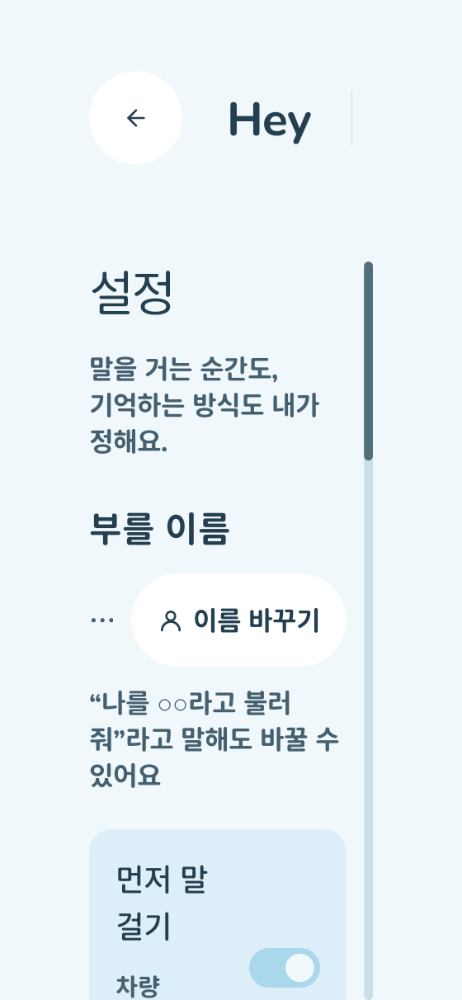 Hey
설정
말을 거는 순간도,
기억하는 방식도 내가
정해요.
부를 이름
… 이름 바꾸기
“나를 ○○라고 불러
줘”라고 말해도 바꿀 수
있어요
먼저 말
걸기
차량